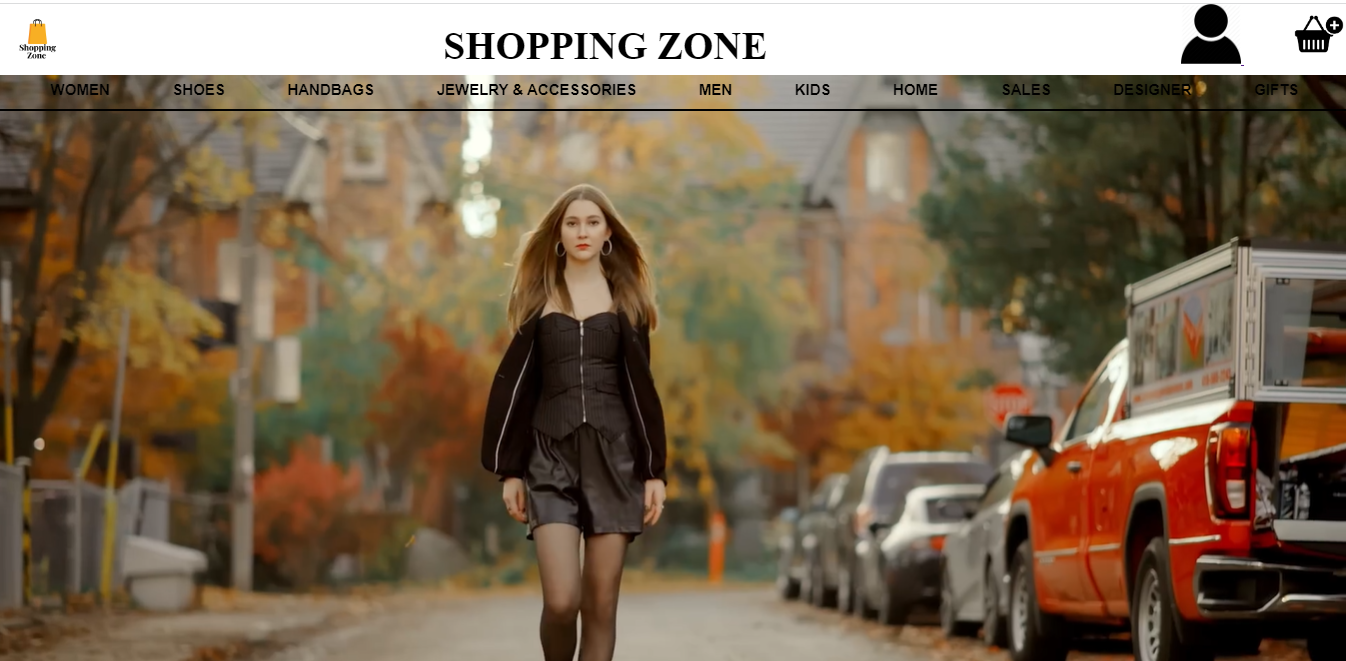 Shopping
Zone
SHOPPING ZONE
WOMEN SHOES HANDBAGS JEWELRY & ACCESSORIES MEN KIDS HOME SALES DESIGNER GIFTS